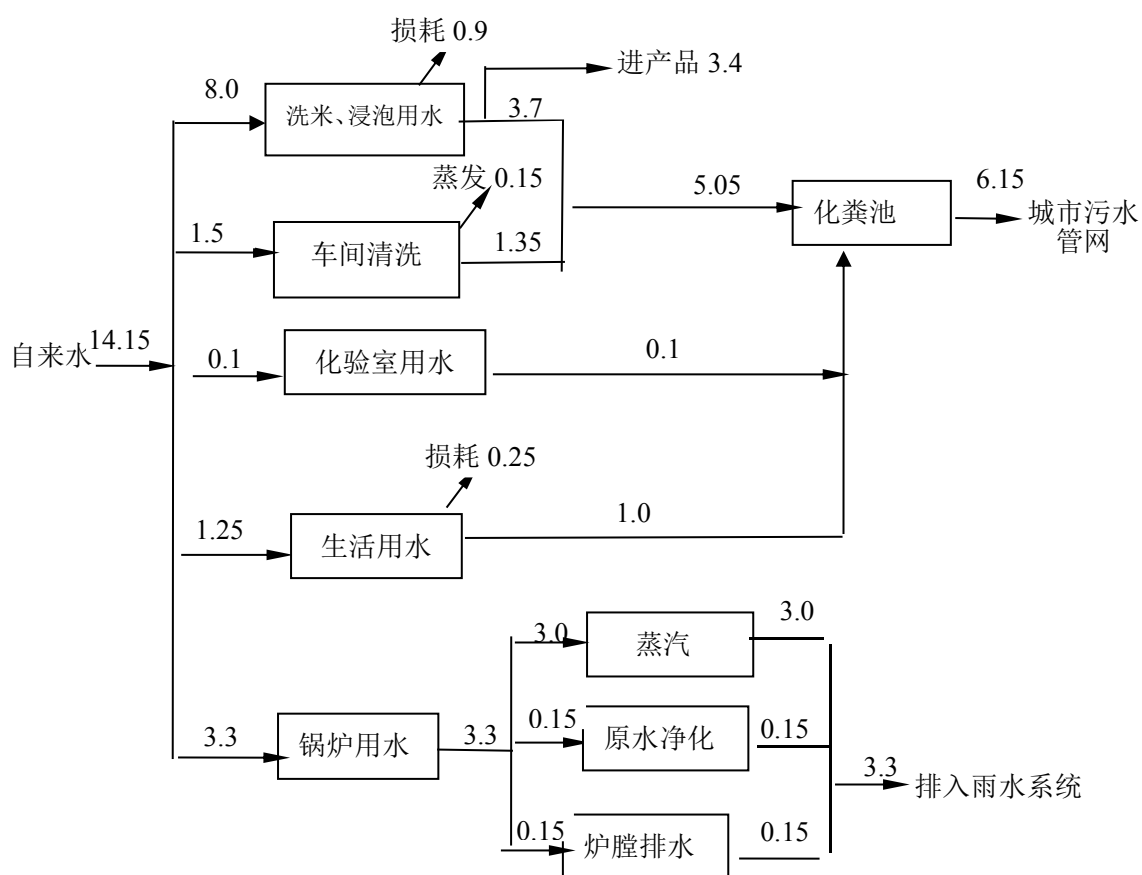 损耗 0.9
进产品 3.4
8.0
洗米、浸泡用水
3.7
蒸发 0.15
5.05
化粪池
6.15
城市污水
管网
1.5
车间清洗
1.35
自来水
14.15
0.1
化验室用水
0.1
损耗 0.25
1.25
生活用水
1.0
3.0
蒸汽
3.0
3.3
锅炉用水
3.3
0.15
原水净化
0.15
3.3
排入雨水系统
0.15
炉膛排水
0.15